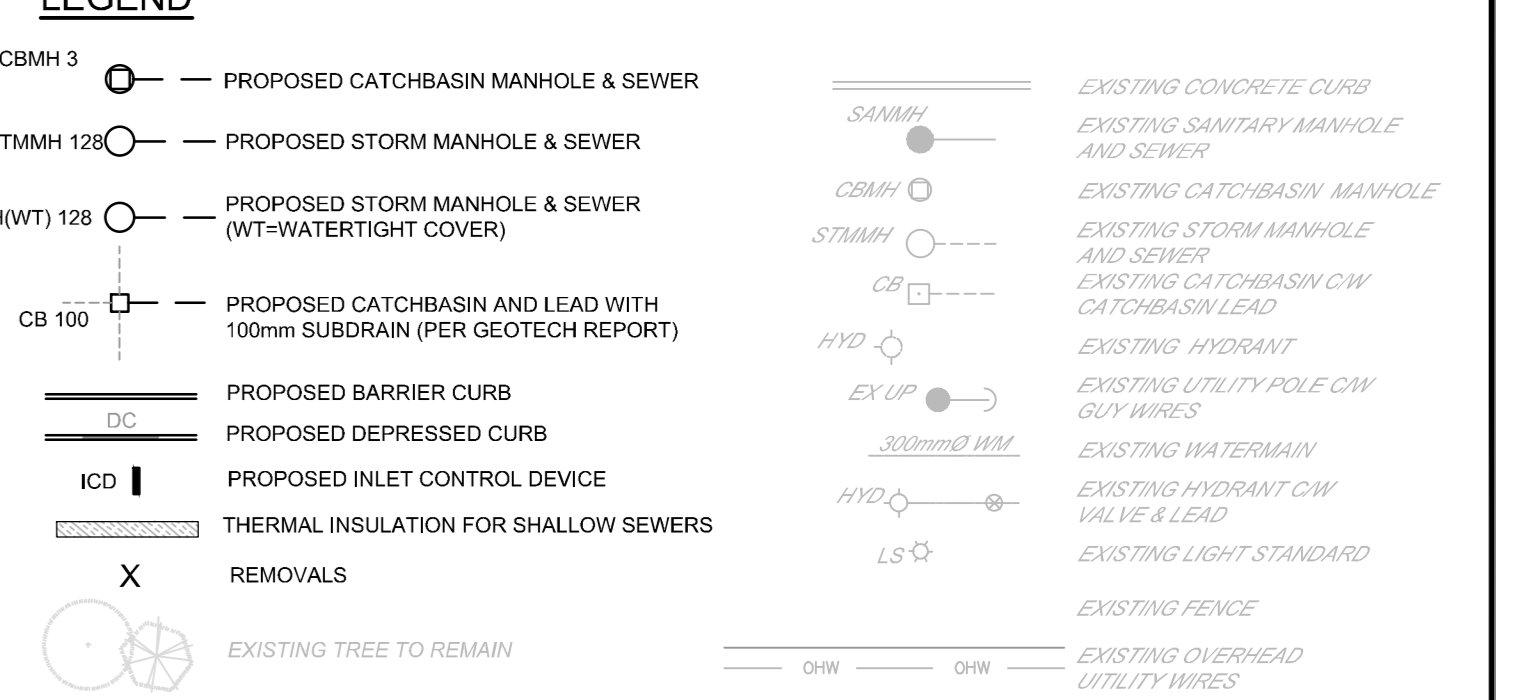 LEGEND
CBMH 3
PROPOSED CATCHBASIN MANHOLE & SEWER
TMMH 128
PROPOSED STORM MANHOLE & SEWER
(WT) 128
PROPOSED STORM MANHOLE & SEWER
(WT=WATERTIGHT COVER)
CB 100
PROPOSED CATCHBASIN AND LEAD WITH
100mm SUBDRAIN (PER GEOTECH REPORT)
PROPOSED BARRIER CURB
DC
PROPOSED DEPRESSED CURB
ICD
PROPOSED INLET CONTROL DEVICE
THERMAL INSULATION FOR SHALLOW SEWERS
X
REMOVALS
EXISTING TREE TO REMAIN
EXISTING CONCRETE CURB
SANMH
EXISTING SANITARY MANHOLE
AND SEWER
CBMH
EXISTING CATCHBASIN MANHOLE
STMMH
EXISTING STORM MANHOLE
AND SEWER
CB
EXISTING CATCHBASIN C/W
CATCHBASIN LEAD
HYD
EXISTING HYDRANT
EX UP
EXISTING UTILITY POLE C/W
GUY WIRES
300mmØ WM
EXISTING WATERMAIN
HYD
EXISTING HYDRANT C/W
VALVE & LEAD
LS
EXISTING LIGHT STANDARD
EXISTING FENCE
OHW OHW
EXISTING OVERHEAD
UITILITY WIRES